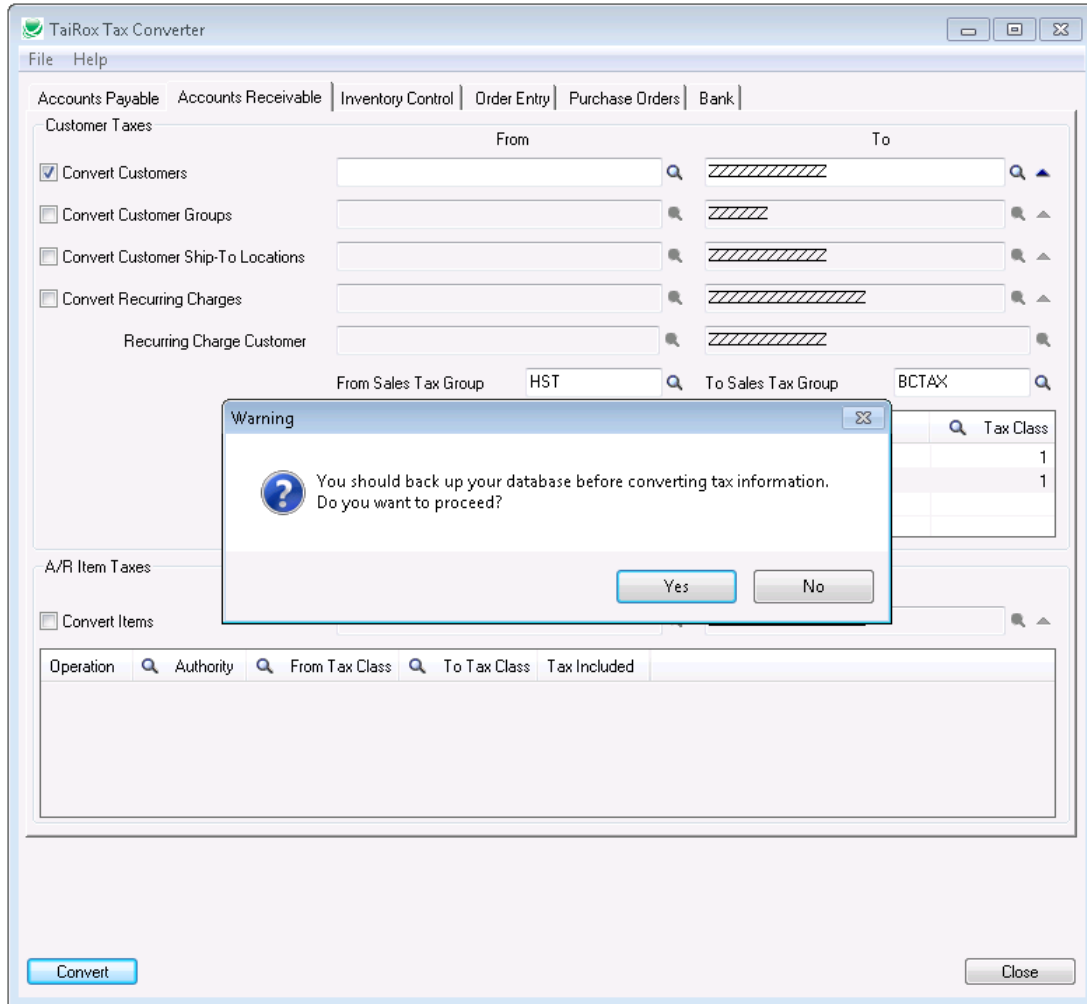 TaiRox Tax Converter
File Help
Accounts Payable Accounts Receivable Inventory Control Order Entry Purchase Orders Bank
Customer Taxes
From To
Convert Customers ZZZZZZZZZZZZ
Convert Customer Groups ZZZZZZ
Convert Customer Ship-To Locations ZZZZZZZZZZZZ
Convert Recurring Charges ZZZZZZZZZZZZZZZZ
Recurring Charge Customer ZZZZZZZZZZZZ
From Sales Tax Group HST To Sales Tax Group BCTAX
Warning
Tax Class
1
1
You should back up your database before converting tax information.
Do you want to proceed?
Yes No
A/R Item Taxes
Convert Items
Operation Authority From Tax Class To Tax Class Tax Included
Convert Close